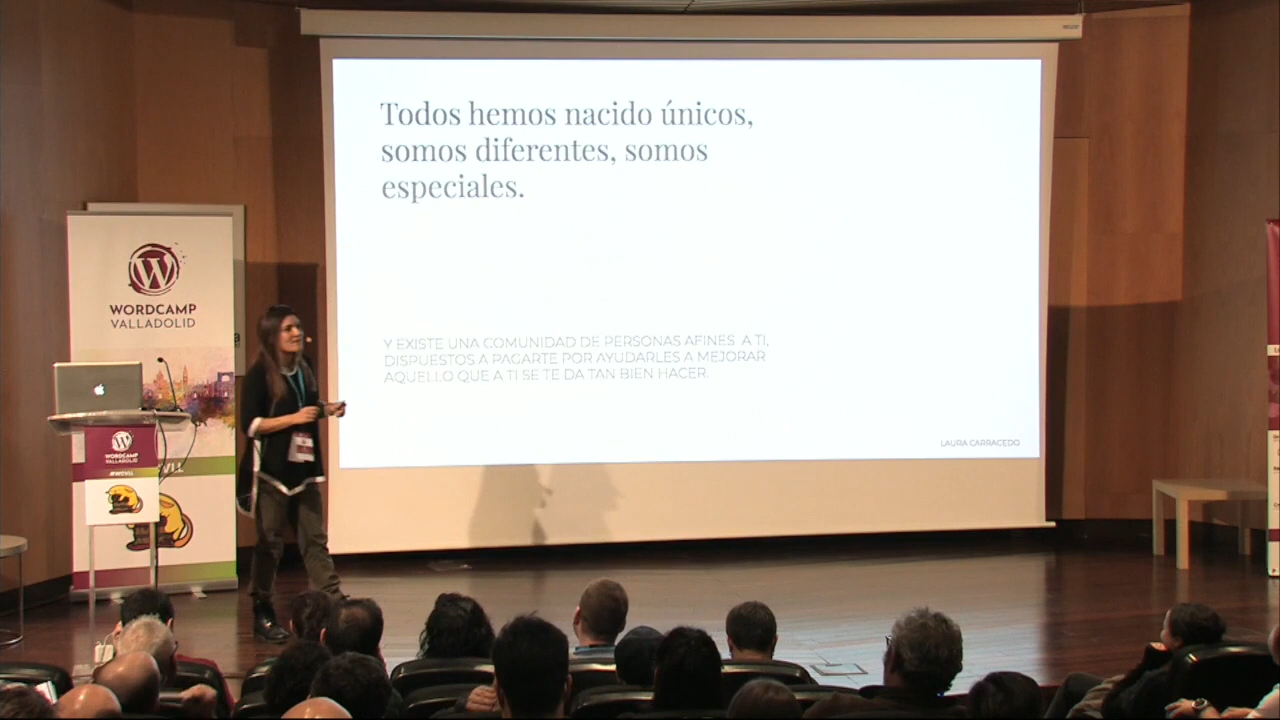 Todos hemos nacido únicos,
somos diferentes, somos
especiales.
Y EXISTE UNA COMUNIDAD DE PERSONAS AFINES A TI,
DISPUESTOS A PAGARTE POR AYUDARLES A MEJORAR
AQUELLO QUE A TI SE TE DA TAN BIEN HACER.
LAURA CARRACEDO
WORDCAMP
VALLADOLID
WORDCAMP
VALLADOLID
#WCVLL